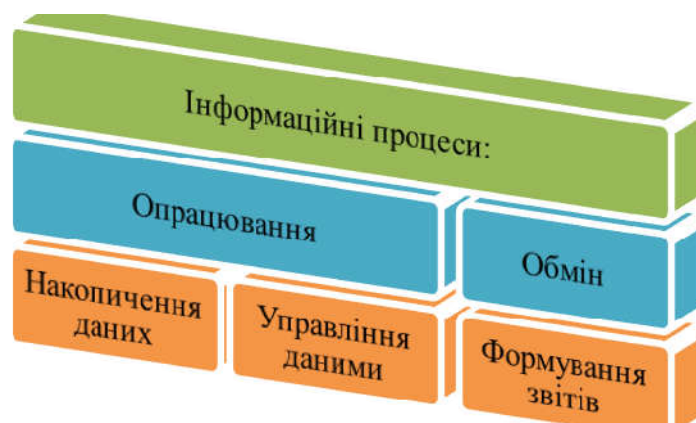 Інформаційні процеси:
Опрацювання
Обмін
Накопичення
даних
Управління
даними
Формування
звітів